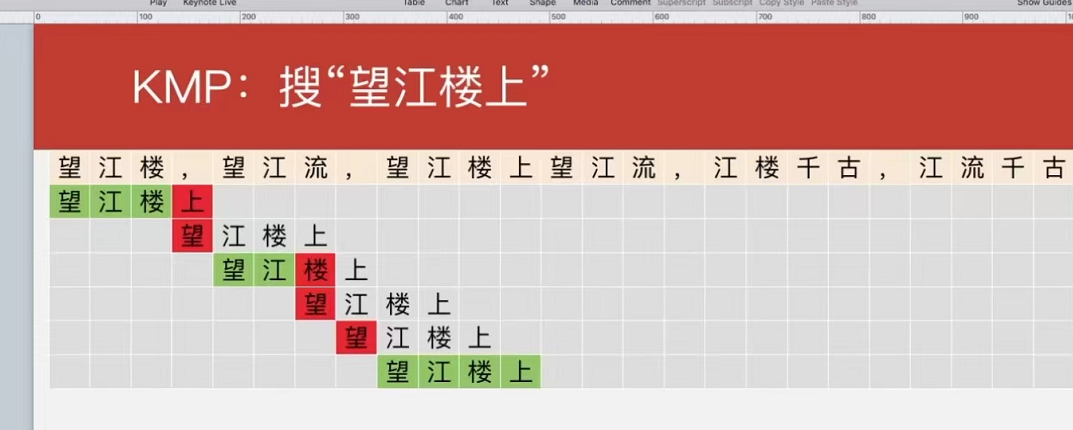 Play Keynote Live Table Chart Text Shape Media Comment Superscript Subscript Copy Style Paste Style Show Guides
0 100 200 300 400 500 600 700 800 900
KMP：搜“望江楼上”
望江楼，望江流，望江楼上望江流，江楼千古，江流千古
望江楼上
望江楼上
望江楼上
望江楼上
望江楼上
望江楼上